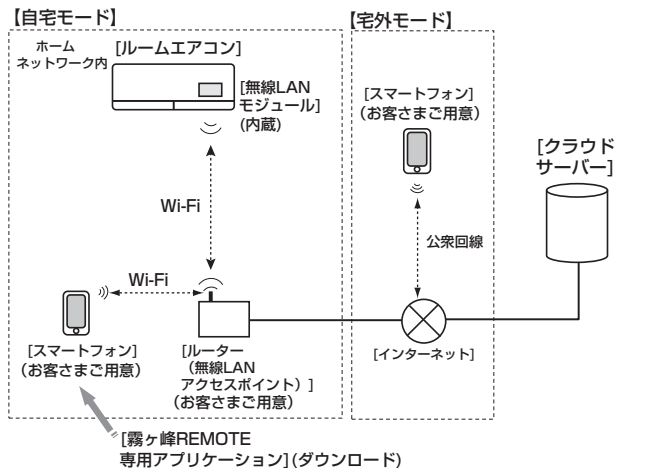 【自宅モード】
ホーム
ネットワーク内
[ルームエアコン]
[無線LAN
モジュール]
(内蔵)
Wi-Fi
Wi-Fi
[スマートフォン]
(お客さまご用意)
[ルーター
(無線LAN
アクセスポイント)]
(お客さまご用意)
[霧ヶ峰REMOTE
専用アプリケーション](ダウンロード)
【宅外モード】
[スマートフォン]
(お客さまご用意)
公衆回線
[インターネット]
[クラウド
サーバー]